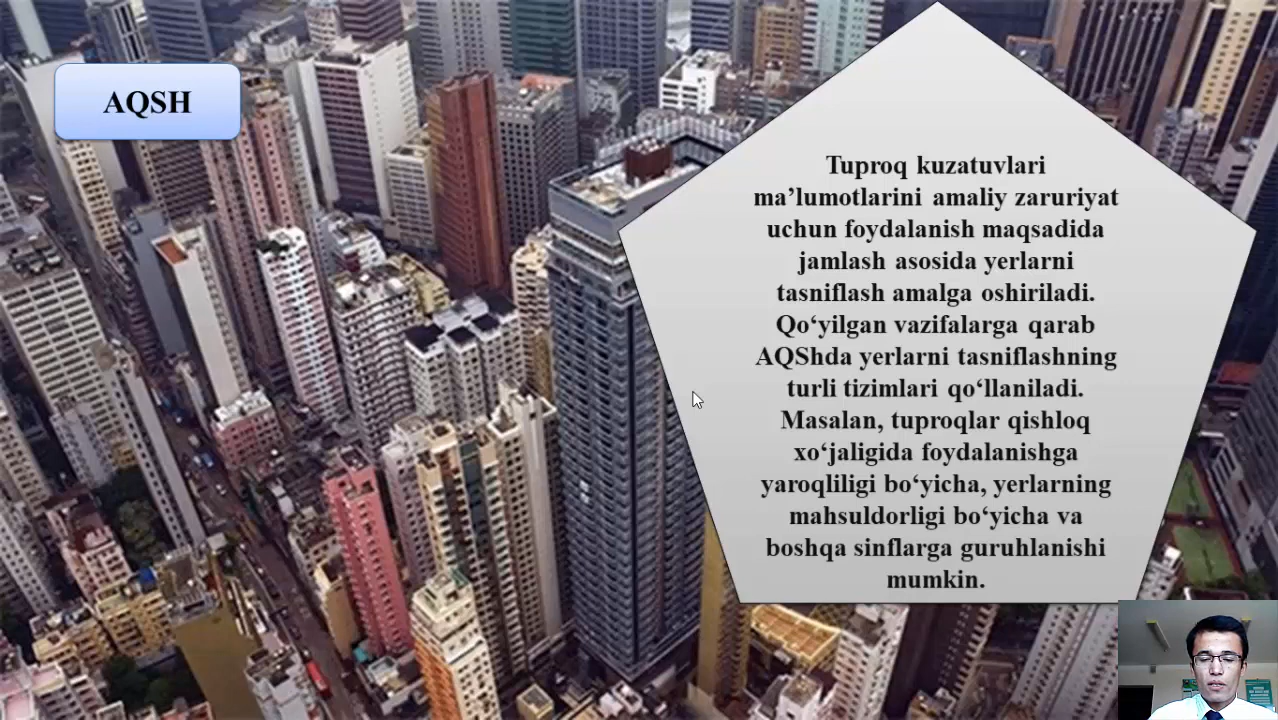 AQSH
Tuproq kuzatuvlari
ma’lumotlarini amaliy zaruriyat
uchun foydalanish maqsadida
jamlash asosida yerlarni
tasniflash amalga oshiriladi.
Qo‘yilgan vazifalarga qarab
AQShda yerlarni tasniflashning
turli tizimlari qo‘llaniladi.
Masalan, tuproqlar qishloq
xo‘jaligida foydalanishga
yaroqliligi bo‘yicha, yerlarning
mahsuldorligi bo‘yicha va
boshqa sinflarga guruhlanishi
mumkin.